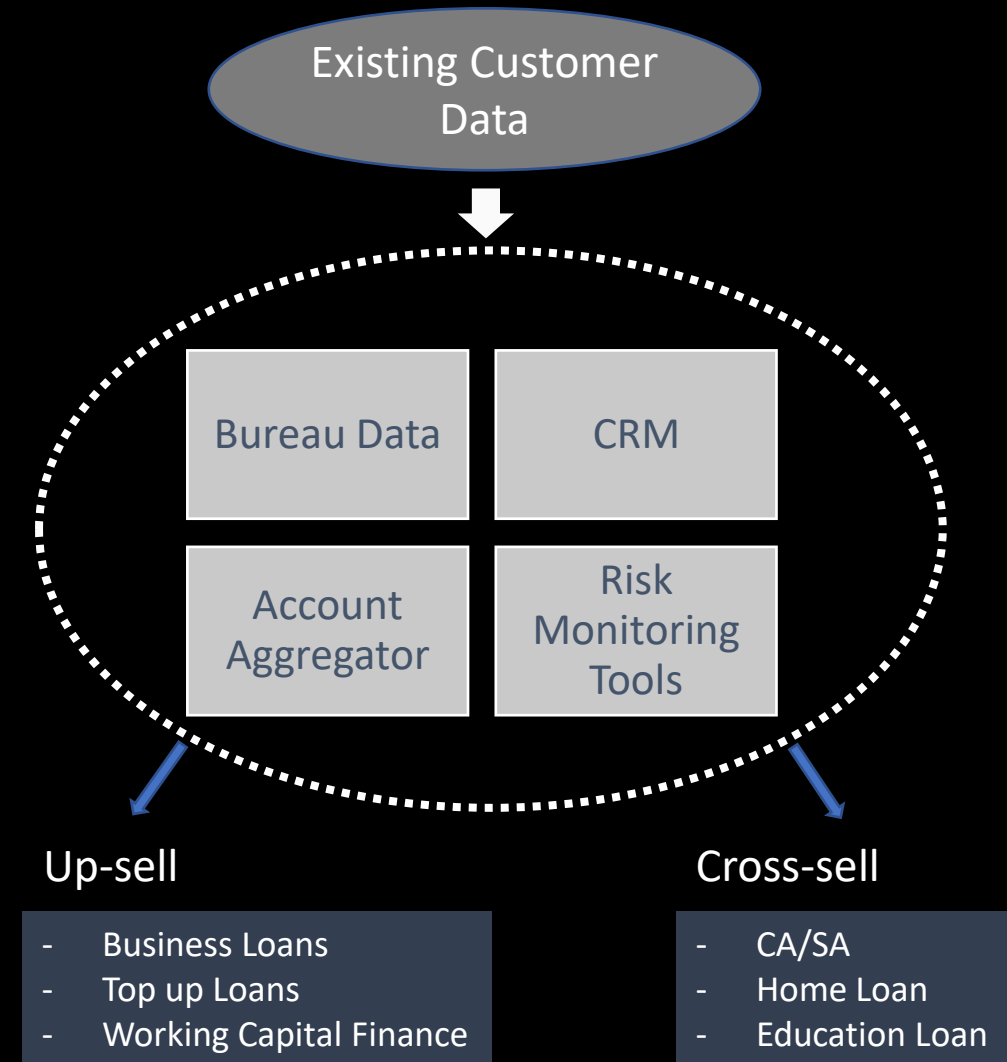 Existing Customer
Data
Bureau Data
CRM
Account
Aggregator
Risk
Monitoring
Tools
Up-sell
- Business Loans
- Top up Loans
- Working Capital Finance
Cross-sell
- CA/SA
- Home Loan
- Education Loan